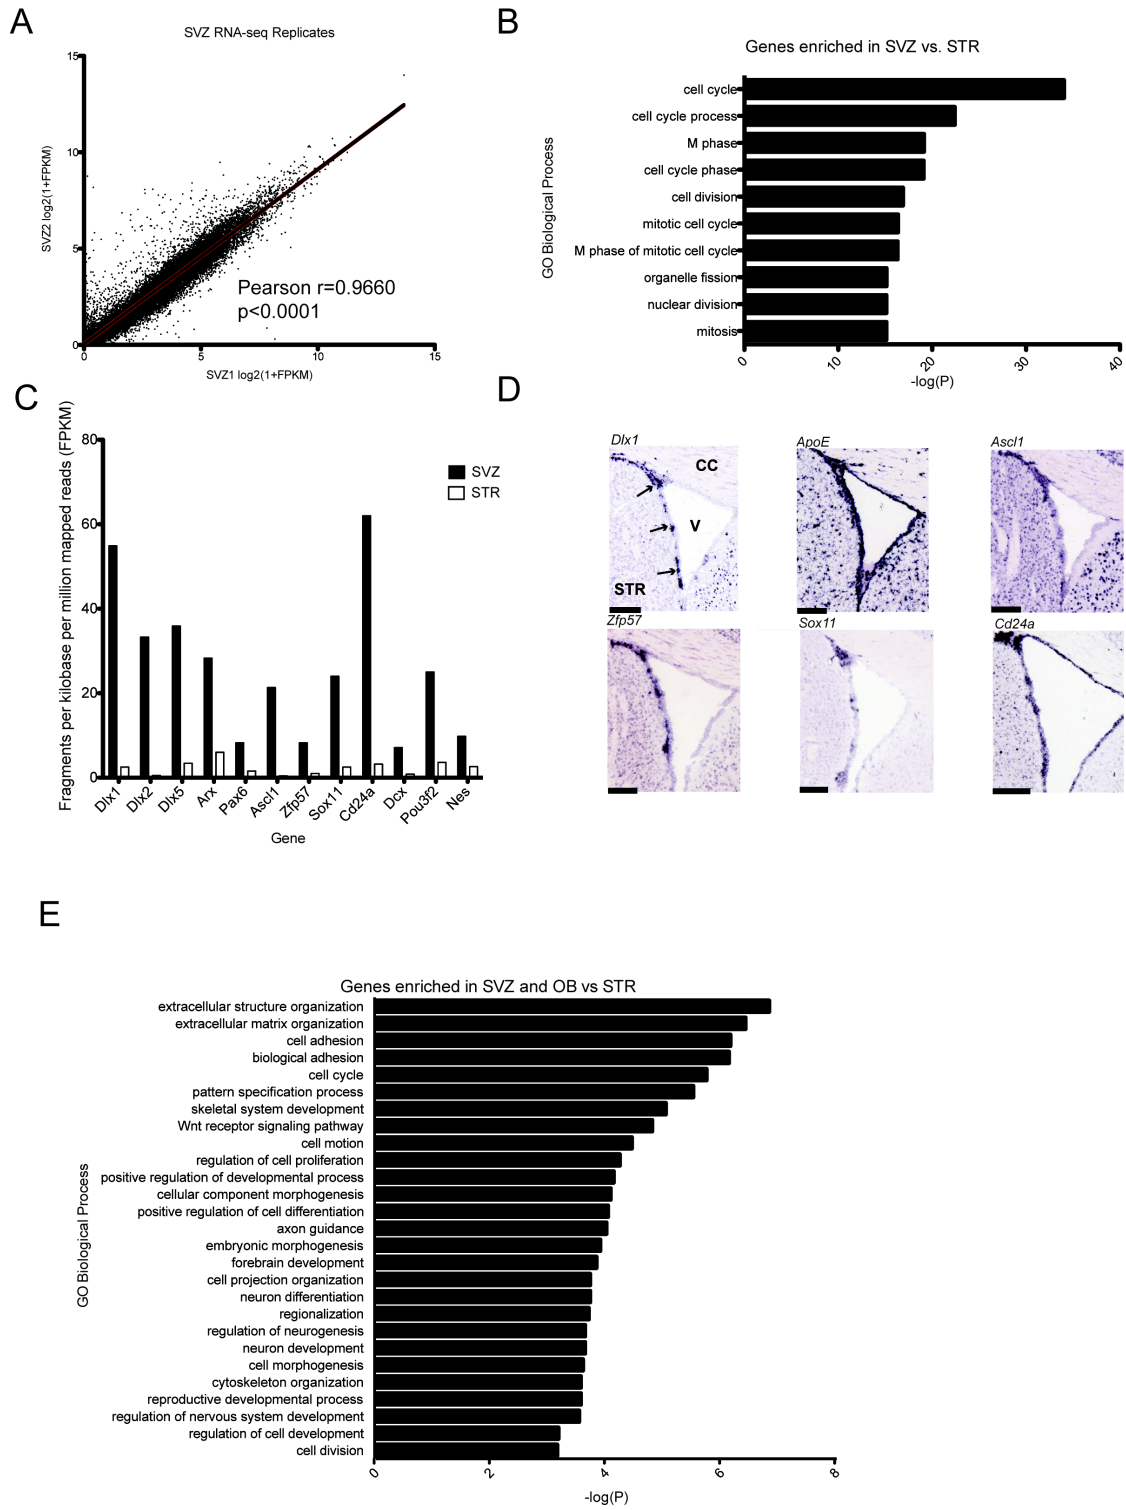 A
SVZ RNA-seq Replicates
15
10
5
0
SVZ2 log2(1+FPKM)
Pearson r=0.9660
p<0.0001
0
5
10
15
SVZ1 log2(1+FPKM)
B
Genes enriched in SVZ vs. STR
GO Biological Process
cell cycle
cell cycle process
M phase
cell cycle phase
cell division
mitotic cell cycle
M phase of mitotic cell cycle
organelle fission
nuclear division
mitosis
0
10
20
30
40
-log(P)
C
Fragments per kilobase per million mapped reads (FPKM)
80
60
40
20
0
SVZ
STR
Dlx1
Dlx2
Dlx5
Arx
Pax6
Ascl1
Zfp57
Sox11
Cd24a
Dcx
Pou3f2
Nes
Gene
D
Dlx1
CC
V
STR
ApoE
Ascl1
Zfp57
Sox11
Cd24a
E
Genes enriched in SVZ and OB vs STR
GO Biological Process
extracellular structure organization
extracellular matrix organization
cell adhesion
biological adhesion
cell cycle
pattern specification process
skeletal system development
Wnt receptor signaling pathway
cell motion
regulation of cell proliferation
positive regulation of developmental process
cellular component morphogenesis
positive regulation of cell differentiation
axon guidance
embryonic morphogenesis
forebrain development
cell projection organization
neuron differentiation
regionalization
regulation of neurogenesis
neuron development
cell morphogenesis
cytoskeleton organization
reproductive developmental process
regulation of nervous system development
regulation of cell development
cell division
0
2
4
6
8
-log(P)